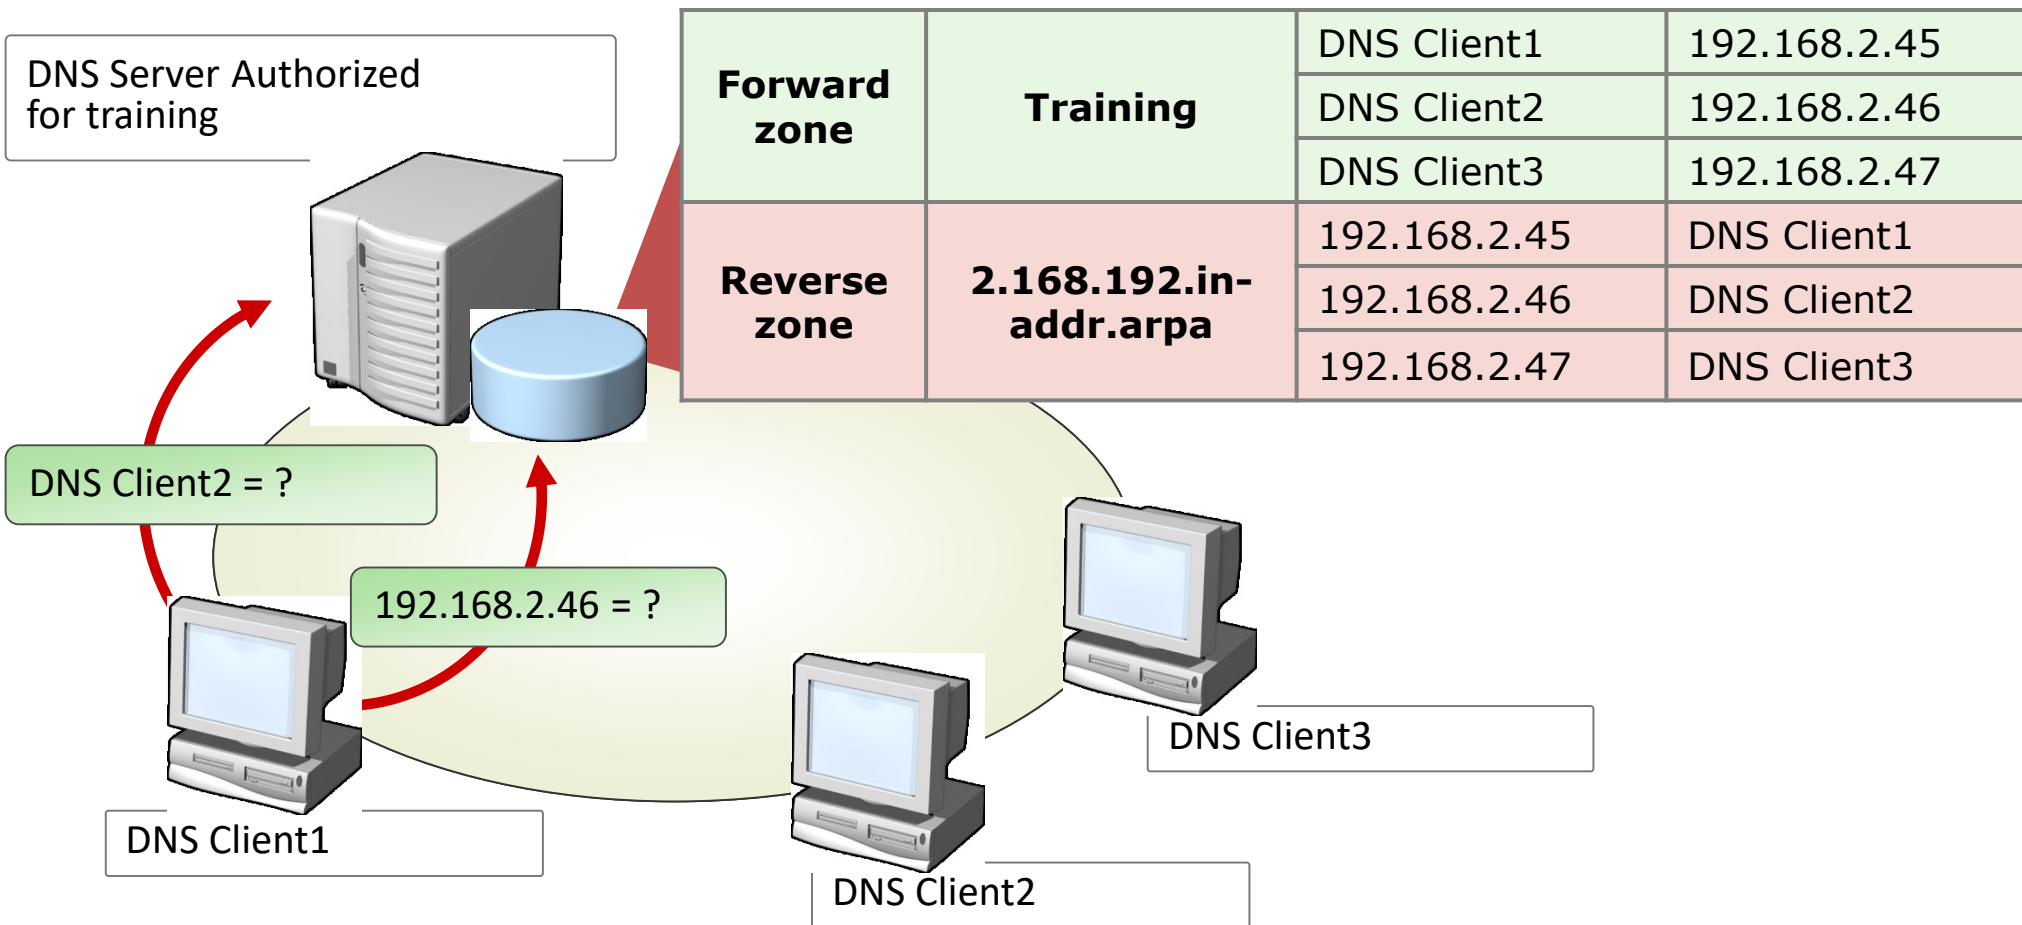 DNS Server Authorized
for training
Forward
zone
Training
DNS Client1
192.168.2.45
DNS Client2
192.168.2.46
DNS Client3
192.168.2.47
Reverse
zone
2.168.192.in-
addr.arpa
192.168.2.45
DNS Client1
192.168.2.46
DNS Client2
192.168.2.47
DNS Client3
DNS Client2 = ?
192.168.2.46 = ?
DNS Client3
DNS Client1
DNS Client2